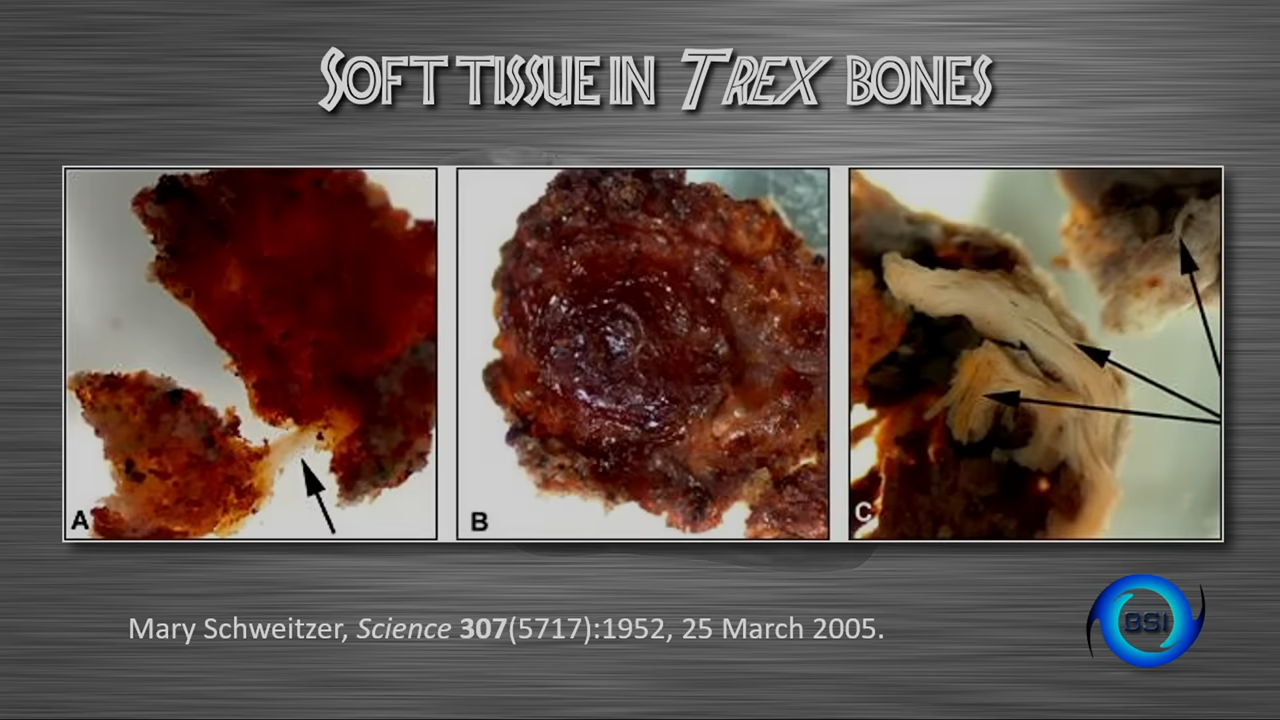 SOFT TISSUE IN T REX BONES
A
B
C
Mary Schweitzer, Science 307(5717):1952, 25 March 2005.
BSI